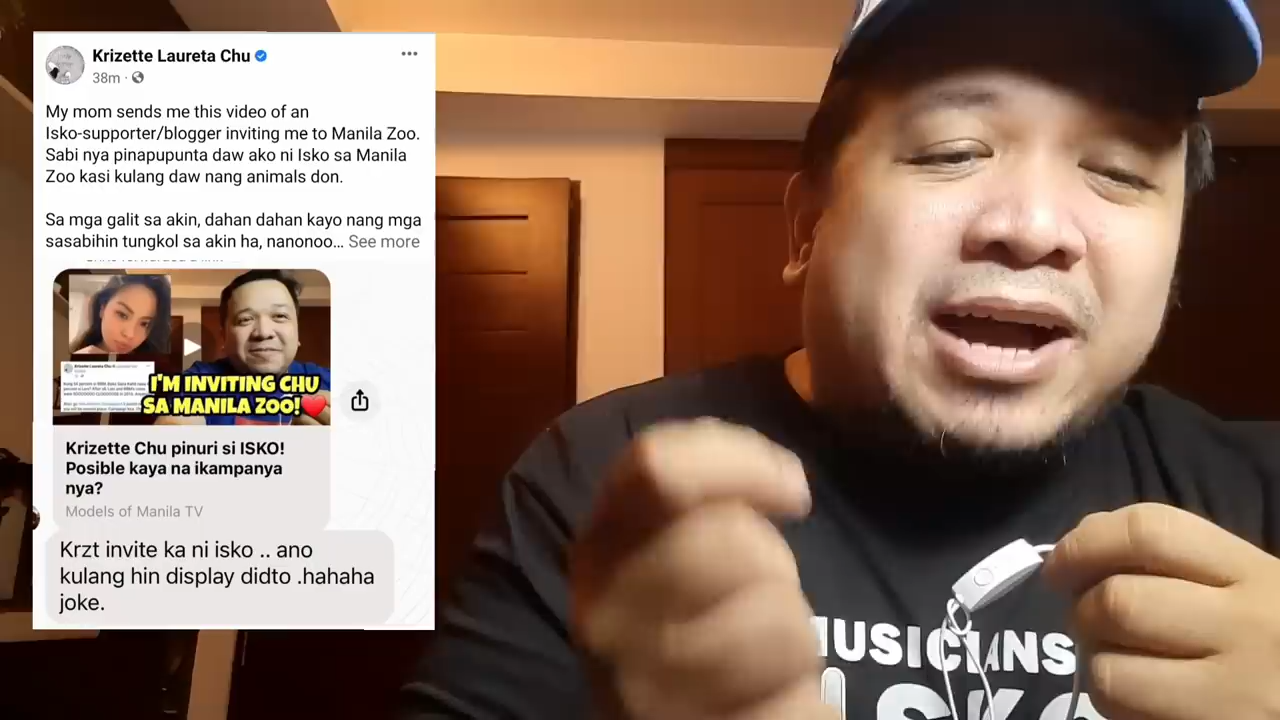 Krizette Laureta Chu
38m ·
My mom sends me this video of an
Isko-supporter/blogger inviting me to Manila Zoo.
Sabi nya pinapupunta daw ako ni Isko sa Manila
Zoo kasi kulang daw nang animals don.
Sa mga galit sa akin, dahan dahan kayo nang mga
sasabihin tungkol sa akin ha, nanonoo... See more
I'M INVITING CHU
SA MANILA ZOO!
Krizette Chu pinuri si ISKO!
Posible kaya na ikampanya
nya?
Models of Manila TV
Krzt invite ka ni isko .. ano
kulang hin display didto .hahaha
joke.
MUSICIANS